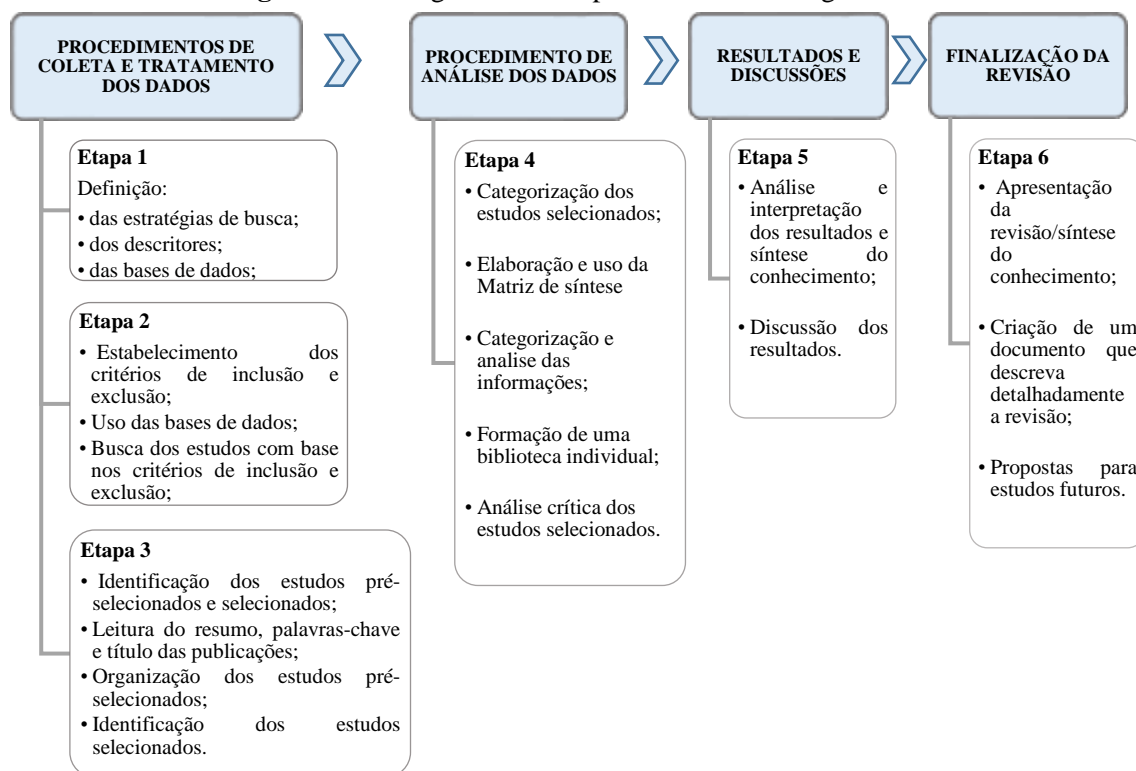 PROCEDIMENTOS DE
COLETA E TRATAMENTO
DOS DADOS
Etapa 1
Definição:
• das estratégias de busca;
• dos descritores;
• das bases de dados;
Etapa 2
• Estabelecimento dos
critérios de inclusão e
exclusão;
• Uso das bases de dados;
• Busca dos estudos com base
nos critérios de inclusão e
exclusão;
Etapa 3
• Identificação dos estudos pré-
selecionados e selecionados;
• Leitura do resumo, palavras-chave
e título das publicações;
• Organização dos estudos pré-
selecionados;
• Identificação dos estudos
selecionados.
PROCEDIMENTO DE
ANÁLISE DOS DADOS
Etapa 4
• Categorização dos
estudos selecionados;
• Elaboração e uso da
Matriz de síntese
• Categorização e
analise das
informações;
• Formação de uma
biblioteca individual;
• Análise crítica dos
estudos selecionados.
RESULTADOS E
DISCUSSÕES
Etapa 5
• Análise e
interpretação
dos resultados e
síntese do
conhecimento;
• Discussão dos
resultados.
FINALIZAÇÃO DA
REVISÃO
Etapa 6
• Apresentação
da
revisão/síntese
do
conhecimento;
• Criação de um
documento que
descreva
detalhadamente
a revisão;
• Propostas para
estudos futuros.